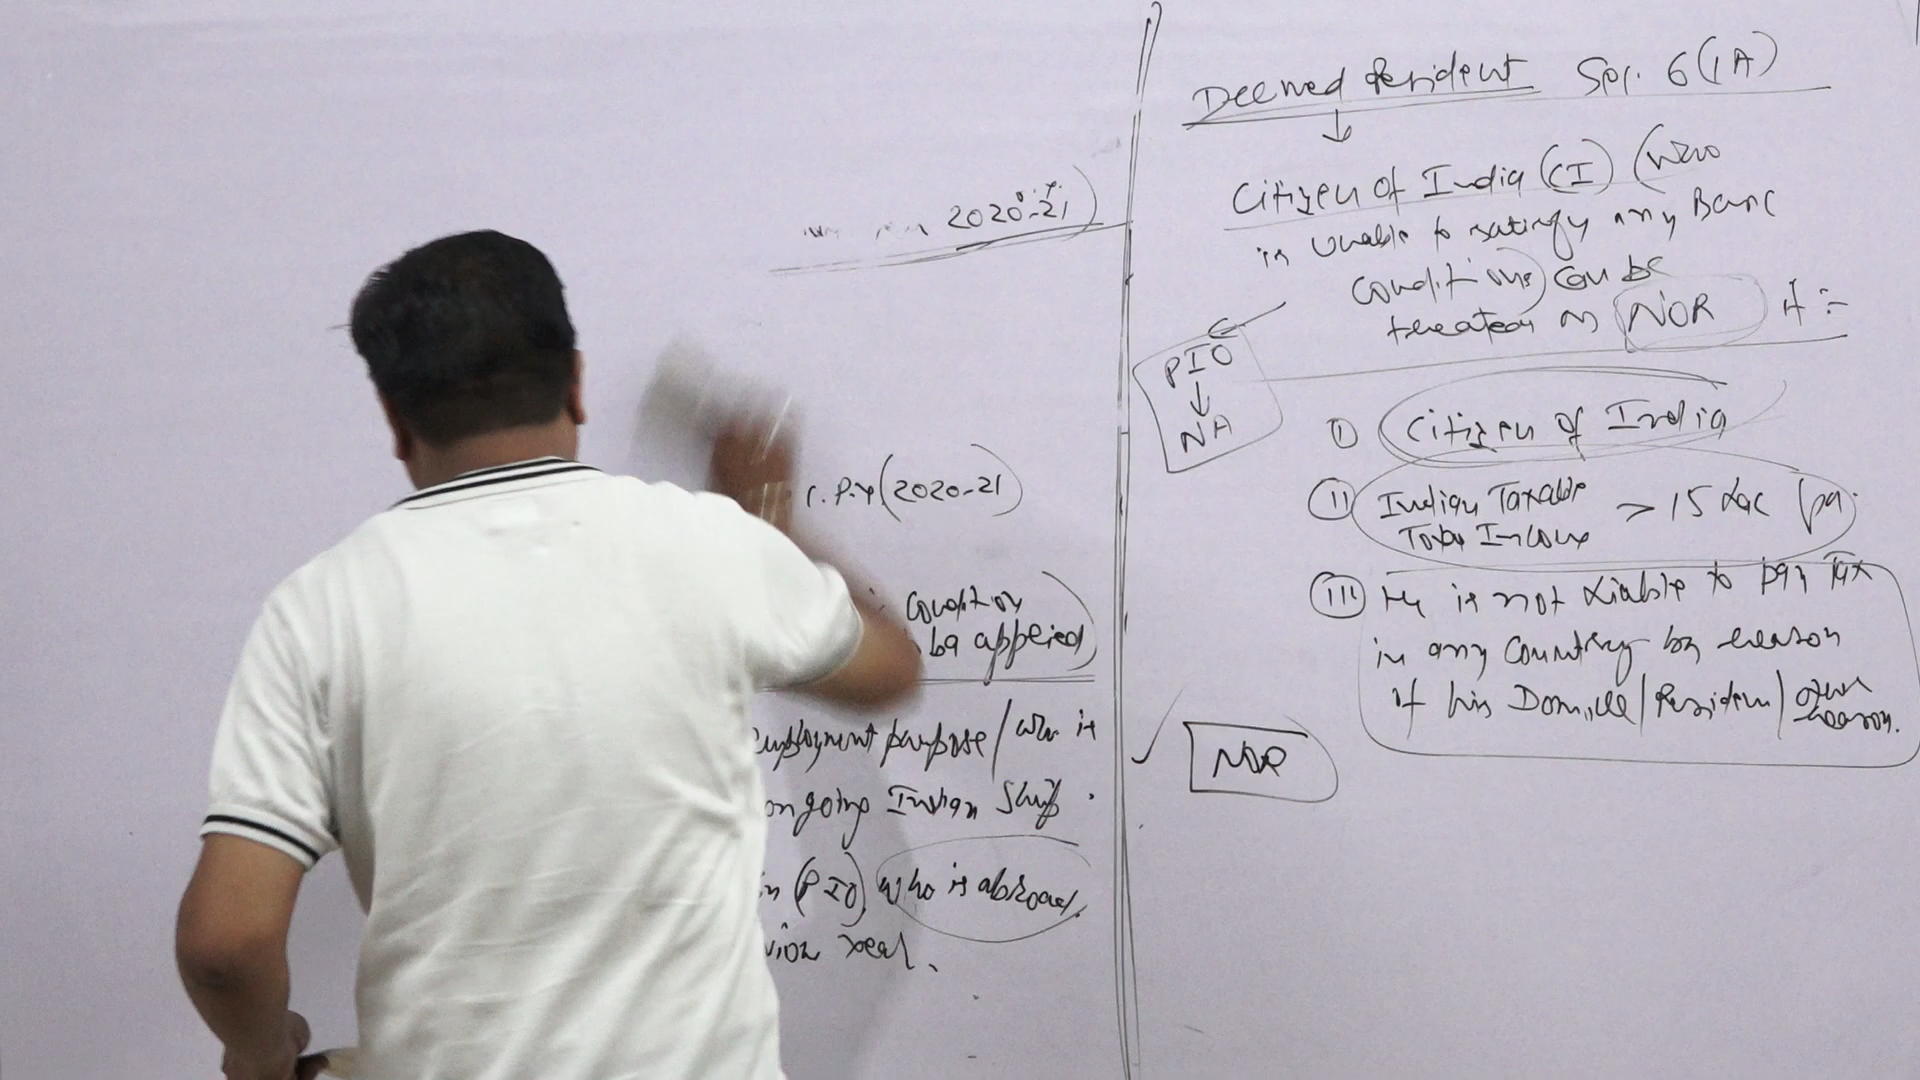 2020-21)
C.P.Y (2020-21)
condition
be applied
employment purpose / who is
ongoing Indian Ship.
in (PIO) who is abroad.
year.
Deemed Resident Sec. 6(1A)
Citizen of India (CI) (who
is unable to satisfy any Basic
conditions) can be
treated as NOR if :-
PIO
NA
(I) Citizen of India
(II) Indian Taxable
Total Income > 15 Lac (pa.
(III) He is not Liable to pay Tax
in any country by reason
of his Domicile / Residen / other
reason.
NOR